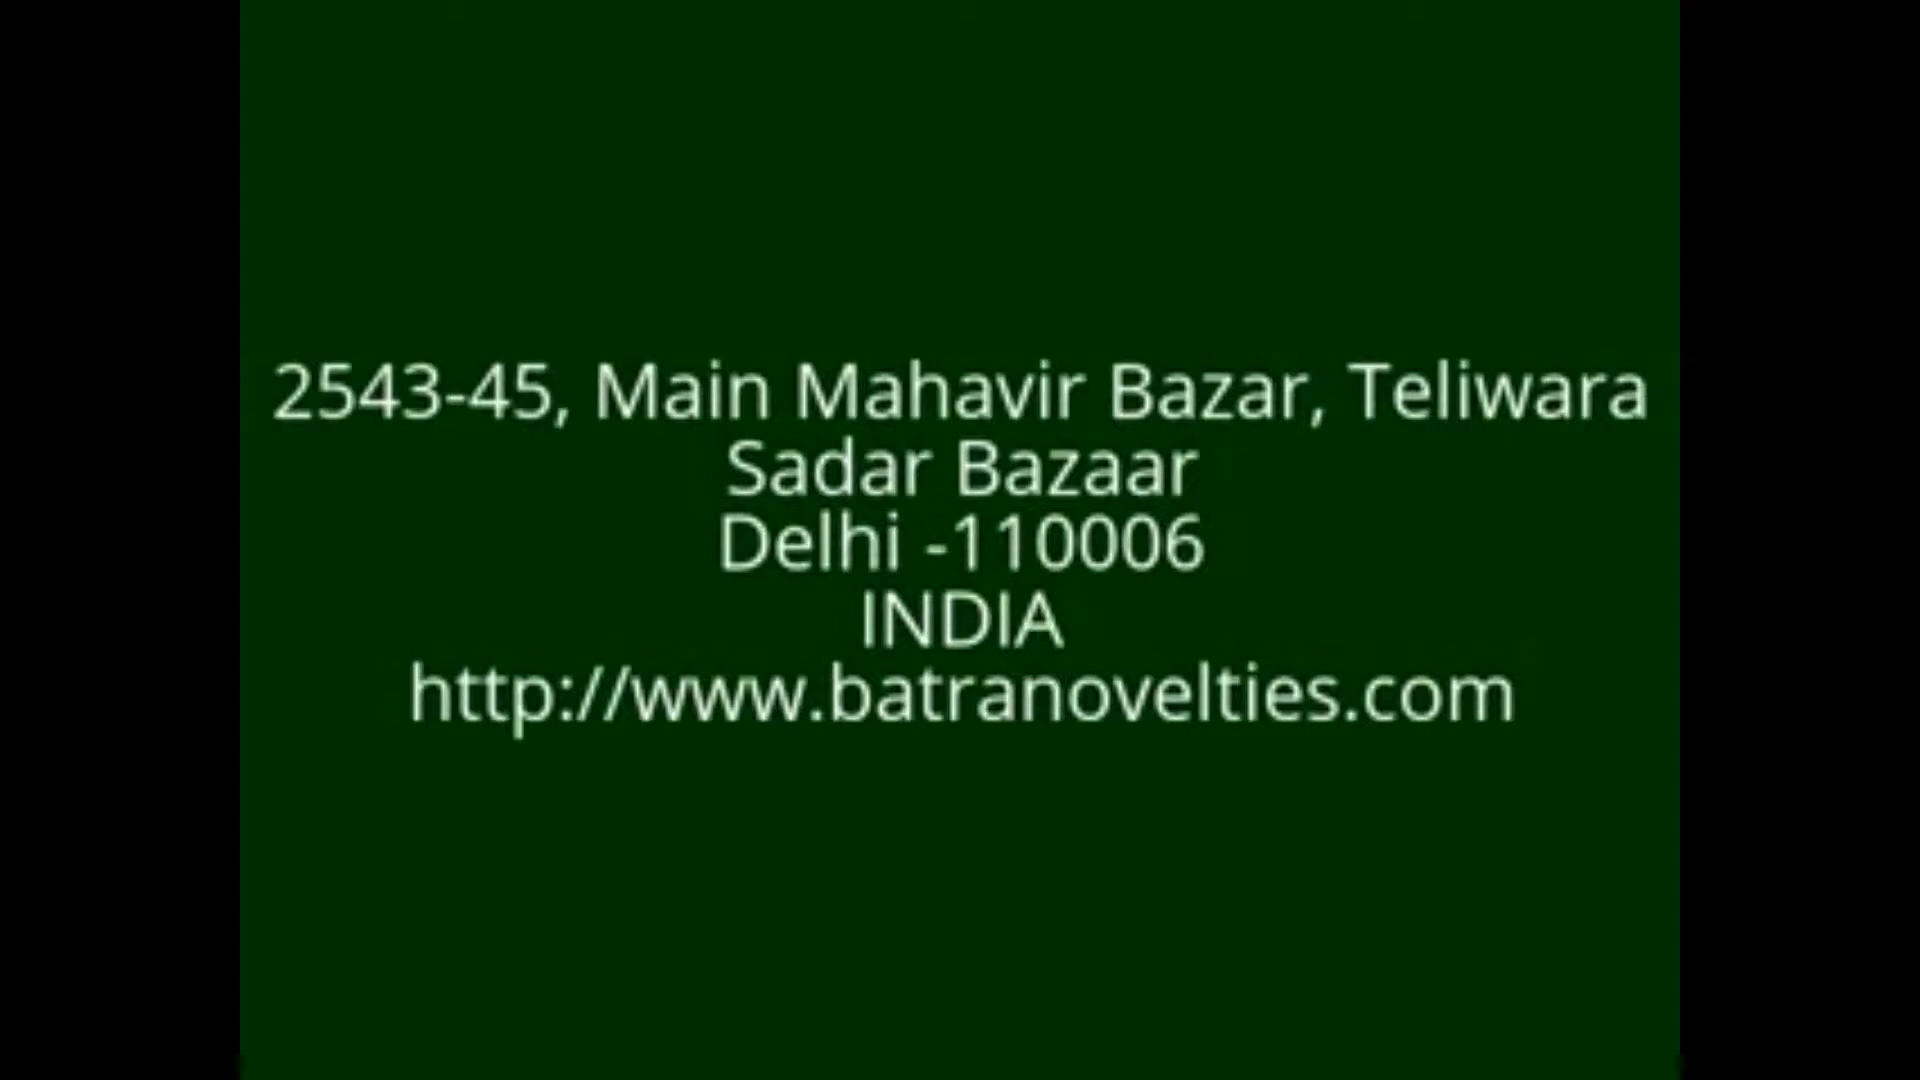 2543-45, Main Mahavir Bazar, Teliwara
Sadar Bazaar
Delhi -110006
INDIA
http://www.batranovelties.com